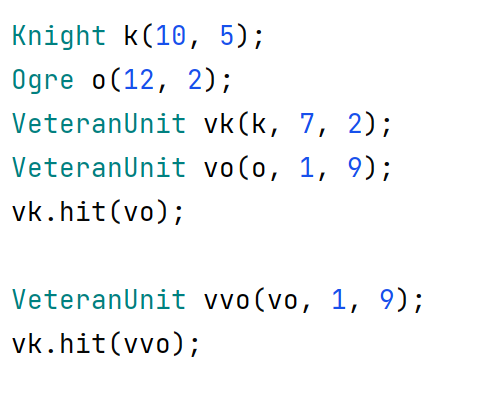 Knight k(10, 5);
Ogre o(12, 2);
VeteranUnit vk(k, 7, 2);
VeteranUnit vo(o, 1, 9);
vk.hit(vo);
VeteranUnit vvo(vo, 1, 9);
vk.hit(vvo);